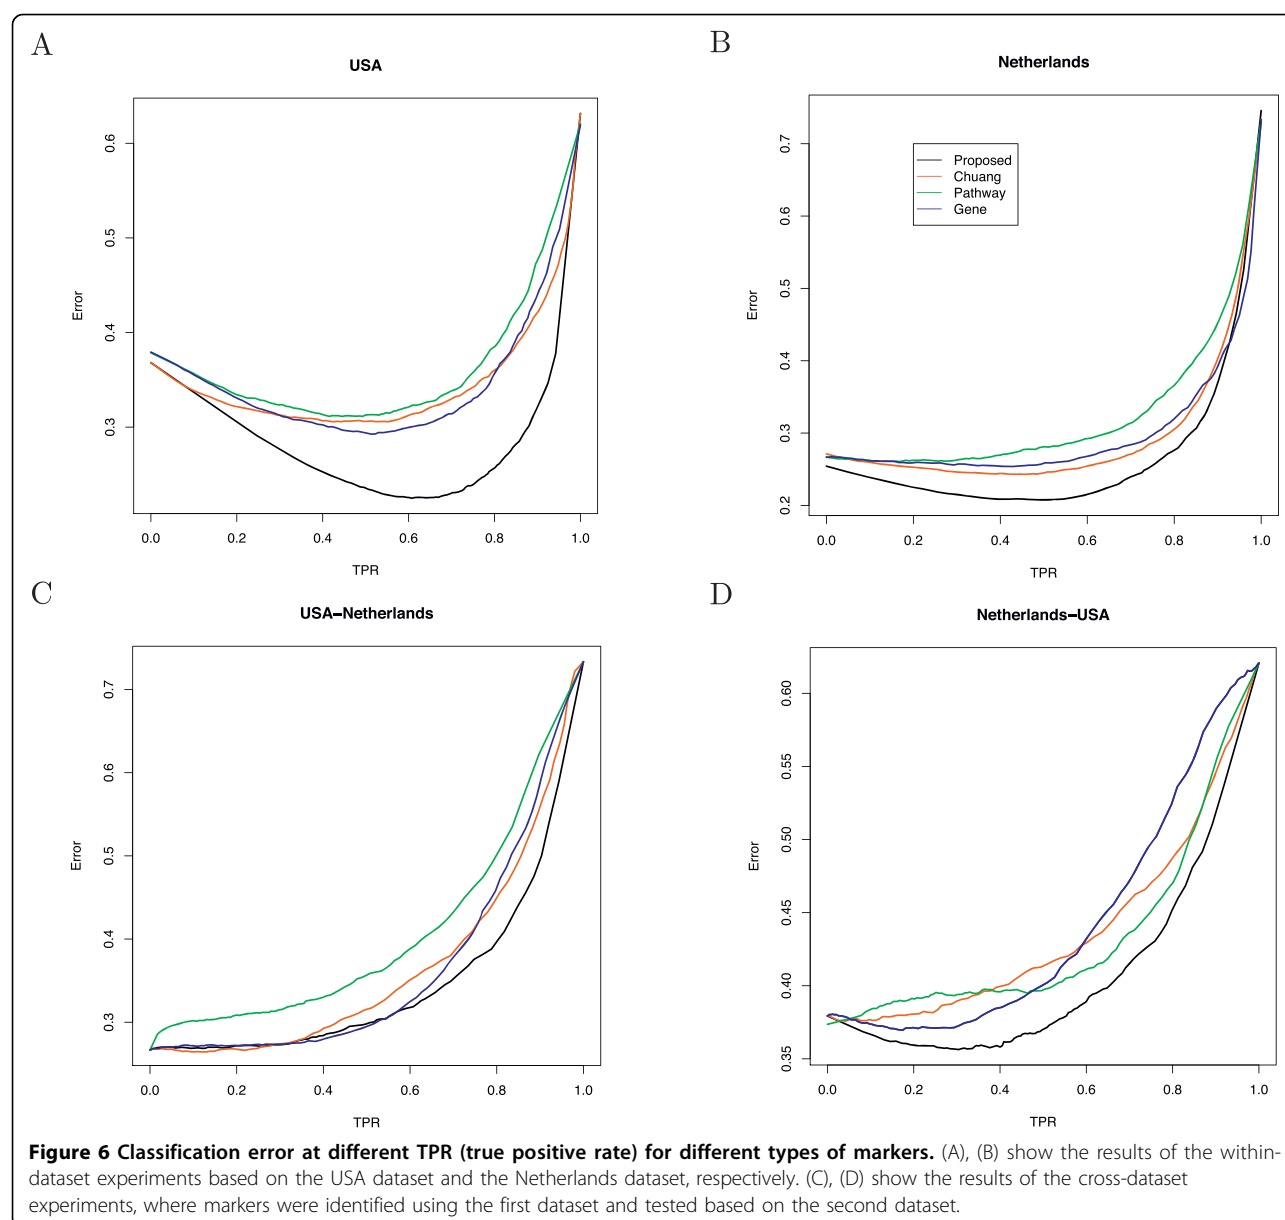 A
USA
Error
0.3 0.4 0.5 0.6
0.0 0.2 0.4 0.6 0.8 1.0
TPR
B
Netherlands
Proposed
Chuang
Pathway
Gene
Error
0.2 0.3 0.4 0.5 0.6 0.7
0.0 0.2 0.4 0.6 0.8 1.0
TPR
C
USA–Netherlands
Error
0.3 0.4 0.5 0.6 0.7
0.0 0.2 0.4 0.6 0.8 1.0
TPR
D
Netherlands–USA
Error
0.35 0.40 0.45 0.50 0.55 0.60
0.0 0.2 0.4 0.6 0.8 1.0
TPR
Figure 6 Classification error at different TPR (true positive rate) for different types of markers. (A), (B) show the results of the within-
dataset experiments based on the USA dataset and the Netherlands dataset, respectively. (C), (D) show the results of the cross-dataset
experiments, where markers were identified using the first dataset and tested based on the second dataset.